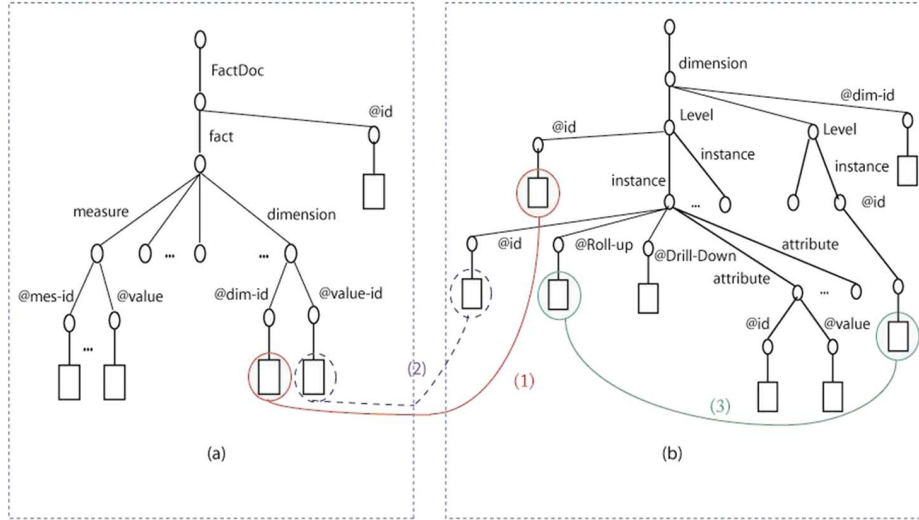 FactDoc
@id
fact
measure
dimension
...
...
@mes-id
@value
@dim-id
@value-id
...
(a)
dimension
@dim-id
Level
Level
@id
instance
instance
instance
...
@id
@id
@Roll-up
@Drill-Down
attribute
attribute
...
@id
@value
(2)
(1)
(3)
(b)